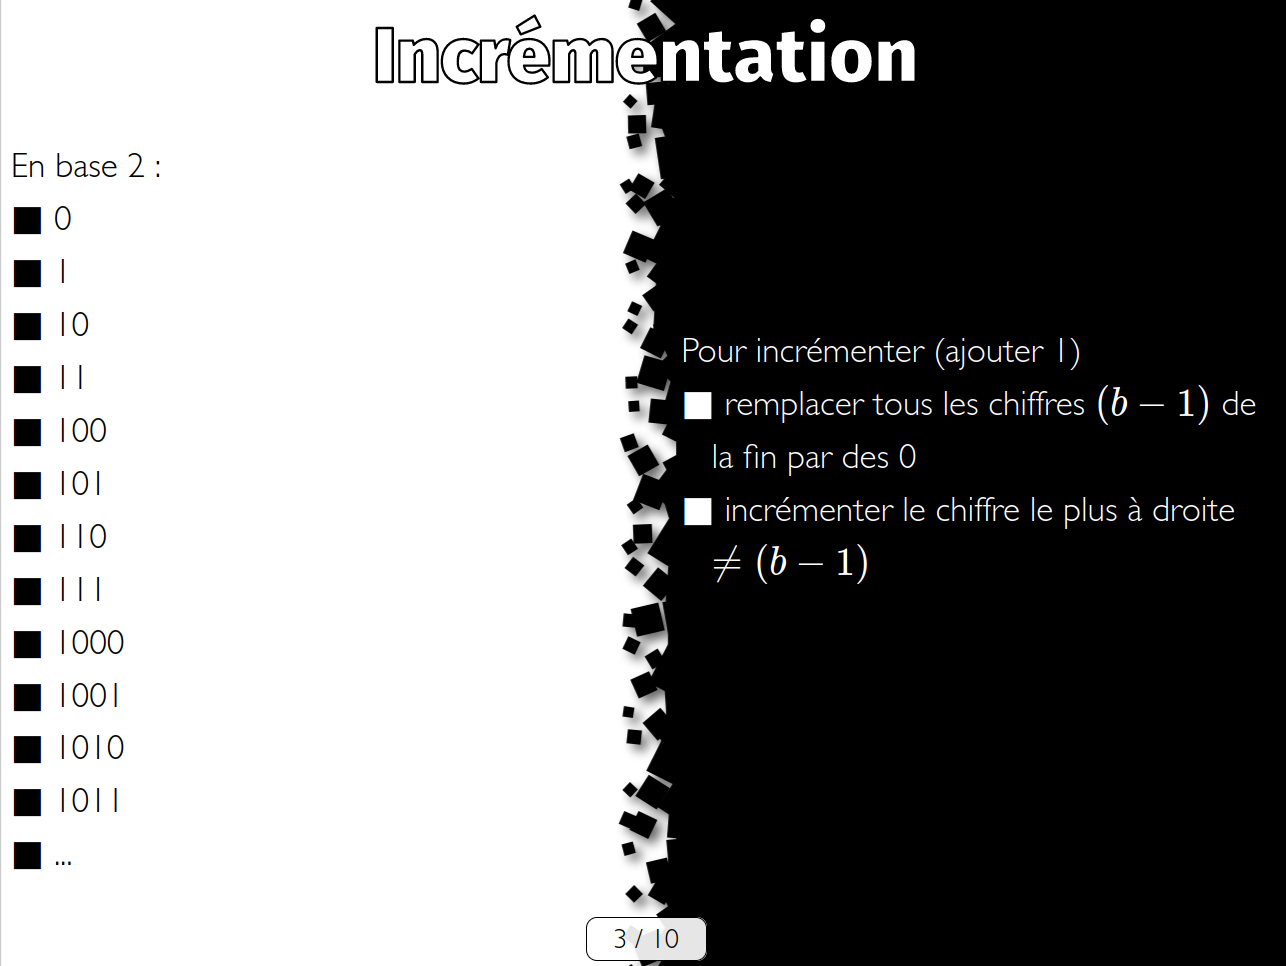 Incrémentation
En base 2 :
0
1
10
11
100
101
110
111
1000
1001
1010
1011
...
Pour incrémenter (ajouter 1)
remplacer tous les chiffres (b − 1) de
la fin par des 0
incrémenter le chiffre le plus à droite
≠ (b − 1)
3 / 10